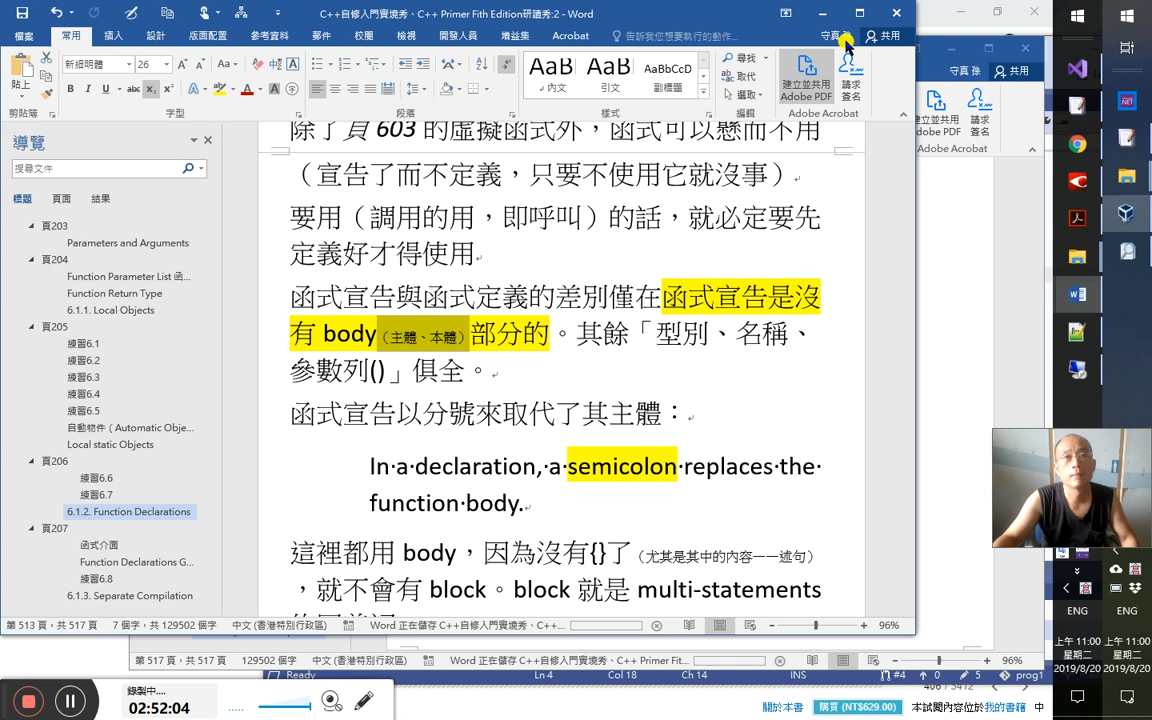 C++自修入門實境秀、C++ Primer Fith Edition研讀秀:2 - Word
檔案 常用 插入 設計 版面配置 參考資料 郵件 校閱 檢視 開發人員 增益集 Acrobat 告訴我您想要執行的動作... 守真 共用
守真 孫 共用
貼上 新細明體 26 Aa
B I U abc
AaB AaB AaBbCcD
內文 引文 副標題
尋找
取代
選取
建立並共用 Adobe PDF
請求 簽名
剪貼簿 字型 段落 樣式 編輯 Adobe Acrobat
請求 簽名
Adobe Acrobat
導覽
搜尋文件
標題 頁面 結果
頁203
Parameters and Arguments
頁204
Function Parameter List 函...
Function Return Type
6.1.1. Local Objects
頁205
練習6.1
練習6.2
練習6.3
練習6.4
練習6.5
自動物件（Automatic Obje...
Local static Objects
頁206
練習6.6
練習6.7
6.1.2. Function Declarations
頁207
函式介面
Function Declarations G...
練習6.8
6.1.3. Separate Compilation
除了頁 603 的虛擬函式外，函式可以懸而不用
（宣告了而不定義，只要不使用它就沒事）
要用（調用的用，即呼叫）的話，就必定要先
定義好才得使用
函式宣告與函式定義的差別僅在函式宣告是沒
有 body（主體、本體）部分的。其餘「型別、名稱、
參數列()」俱全。
函式宣告以分號來取代了其主體：
In·a·declaration,·a·semicolon·replaces·the·
function·body.
這裡都用 body，因為沒有{}了（尤其是其中的內容——述句）
，就不會有 block。block 就是 multi-statements
第 513 頁，共 517 頁 7 個字，共 129502 個字 中文 (香港特別行政區) Word 正在儲存 C++自修入門實境秀、C++... 96%
第 517 頁，共 517 頁 129502 個字 中文 (香港特別行政區) Word 正在儲存 C++自修入門實境秀、C++ Primer Fit... 96%
Ready Ln 4 Col 18 Ch 14 INS #4 0 5 prog1
406 / 5412
錄製中...
02:52:04
關於本書 購買 (NT$629.00) 本試閱內容位於我的書籍 中
ENG ENG
上午 11:00 上午 11:00
星期二 星期二
2019/8/20 2019/8/20